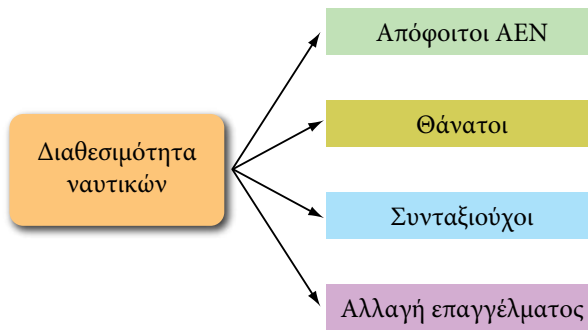 Διαθεσιμότητα
ναυτικών
Απόφοιτοι ΑΕΝ
Θάνατοι
Συνταξιούχοι
Αλλαγή επαγγέλματος